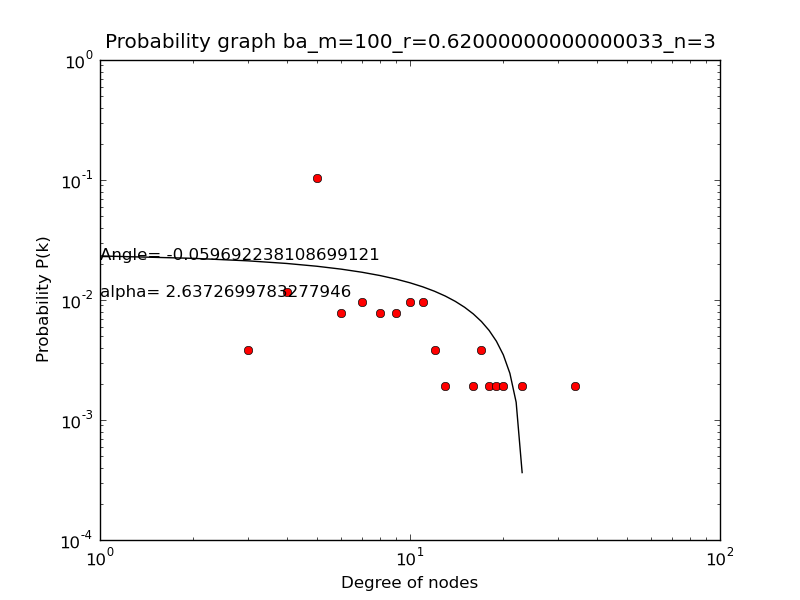 Probability graph ba_m=100_r=0.62000000000000033_n=3
10^0
10^-1
10^-2
10^-3
10^-4
Probability P(k)
Angle= -0.059692238108699121
alpha= 2.6372699783277946
10^0 10^1 10^2
Degree of nodes